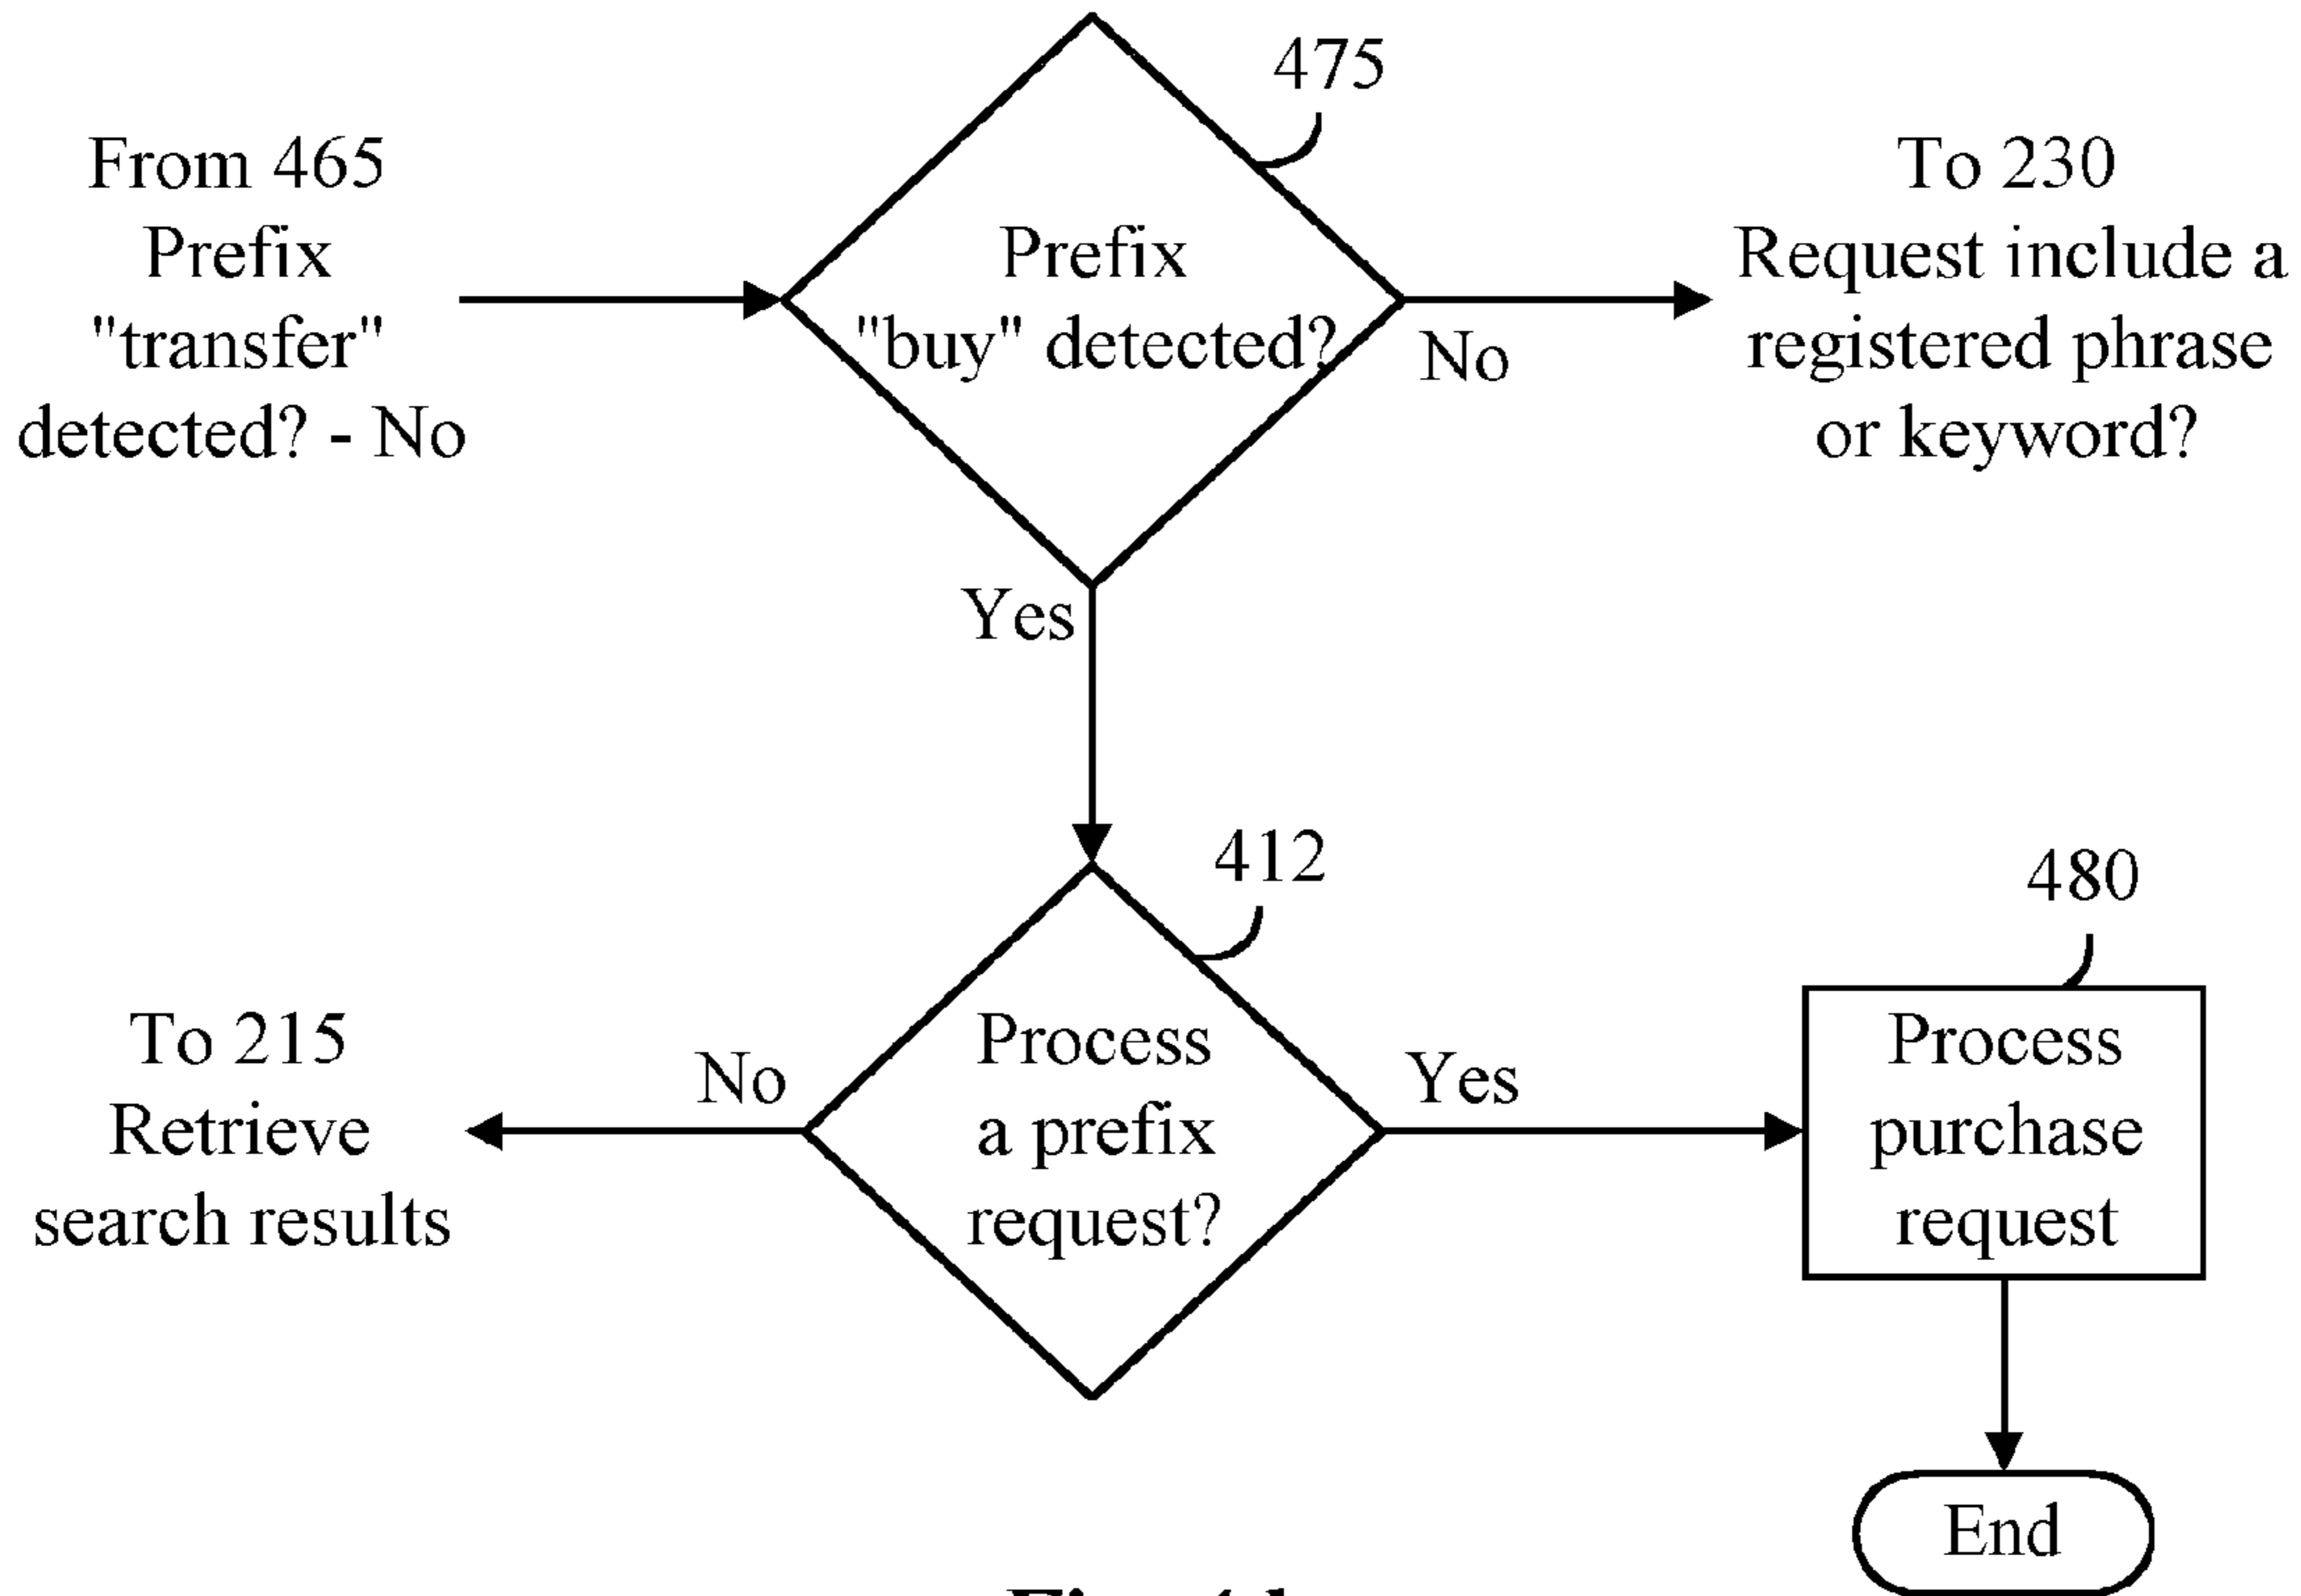 475
From 465
Prefix
"transfer"
detected? - No
Prefix
"buy" detected?
No
To 230
Request include a
registered phrase
or keyword?
Yes
412
480
To 215
Retrieve
search results
No
Process
a prefix
request?
Yes
Process
purchase
request
End